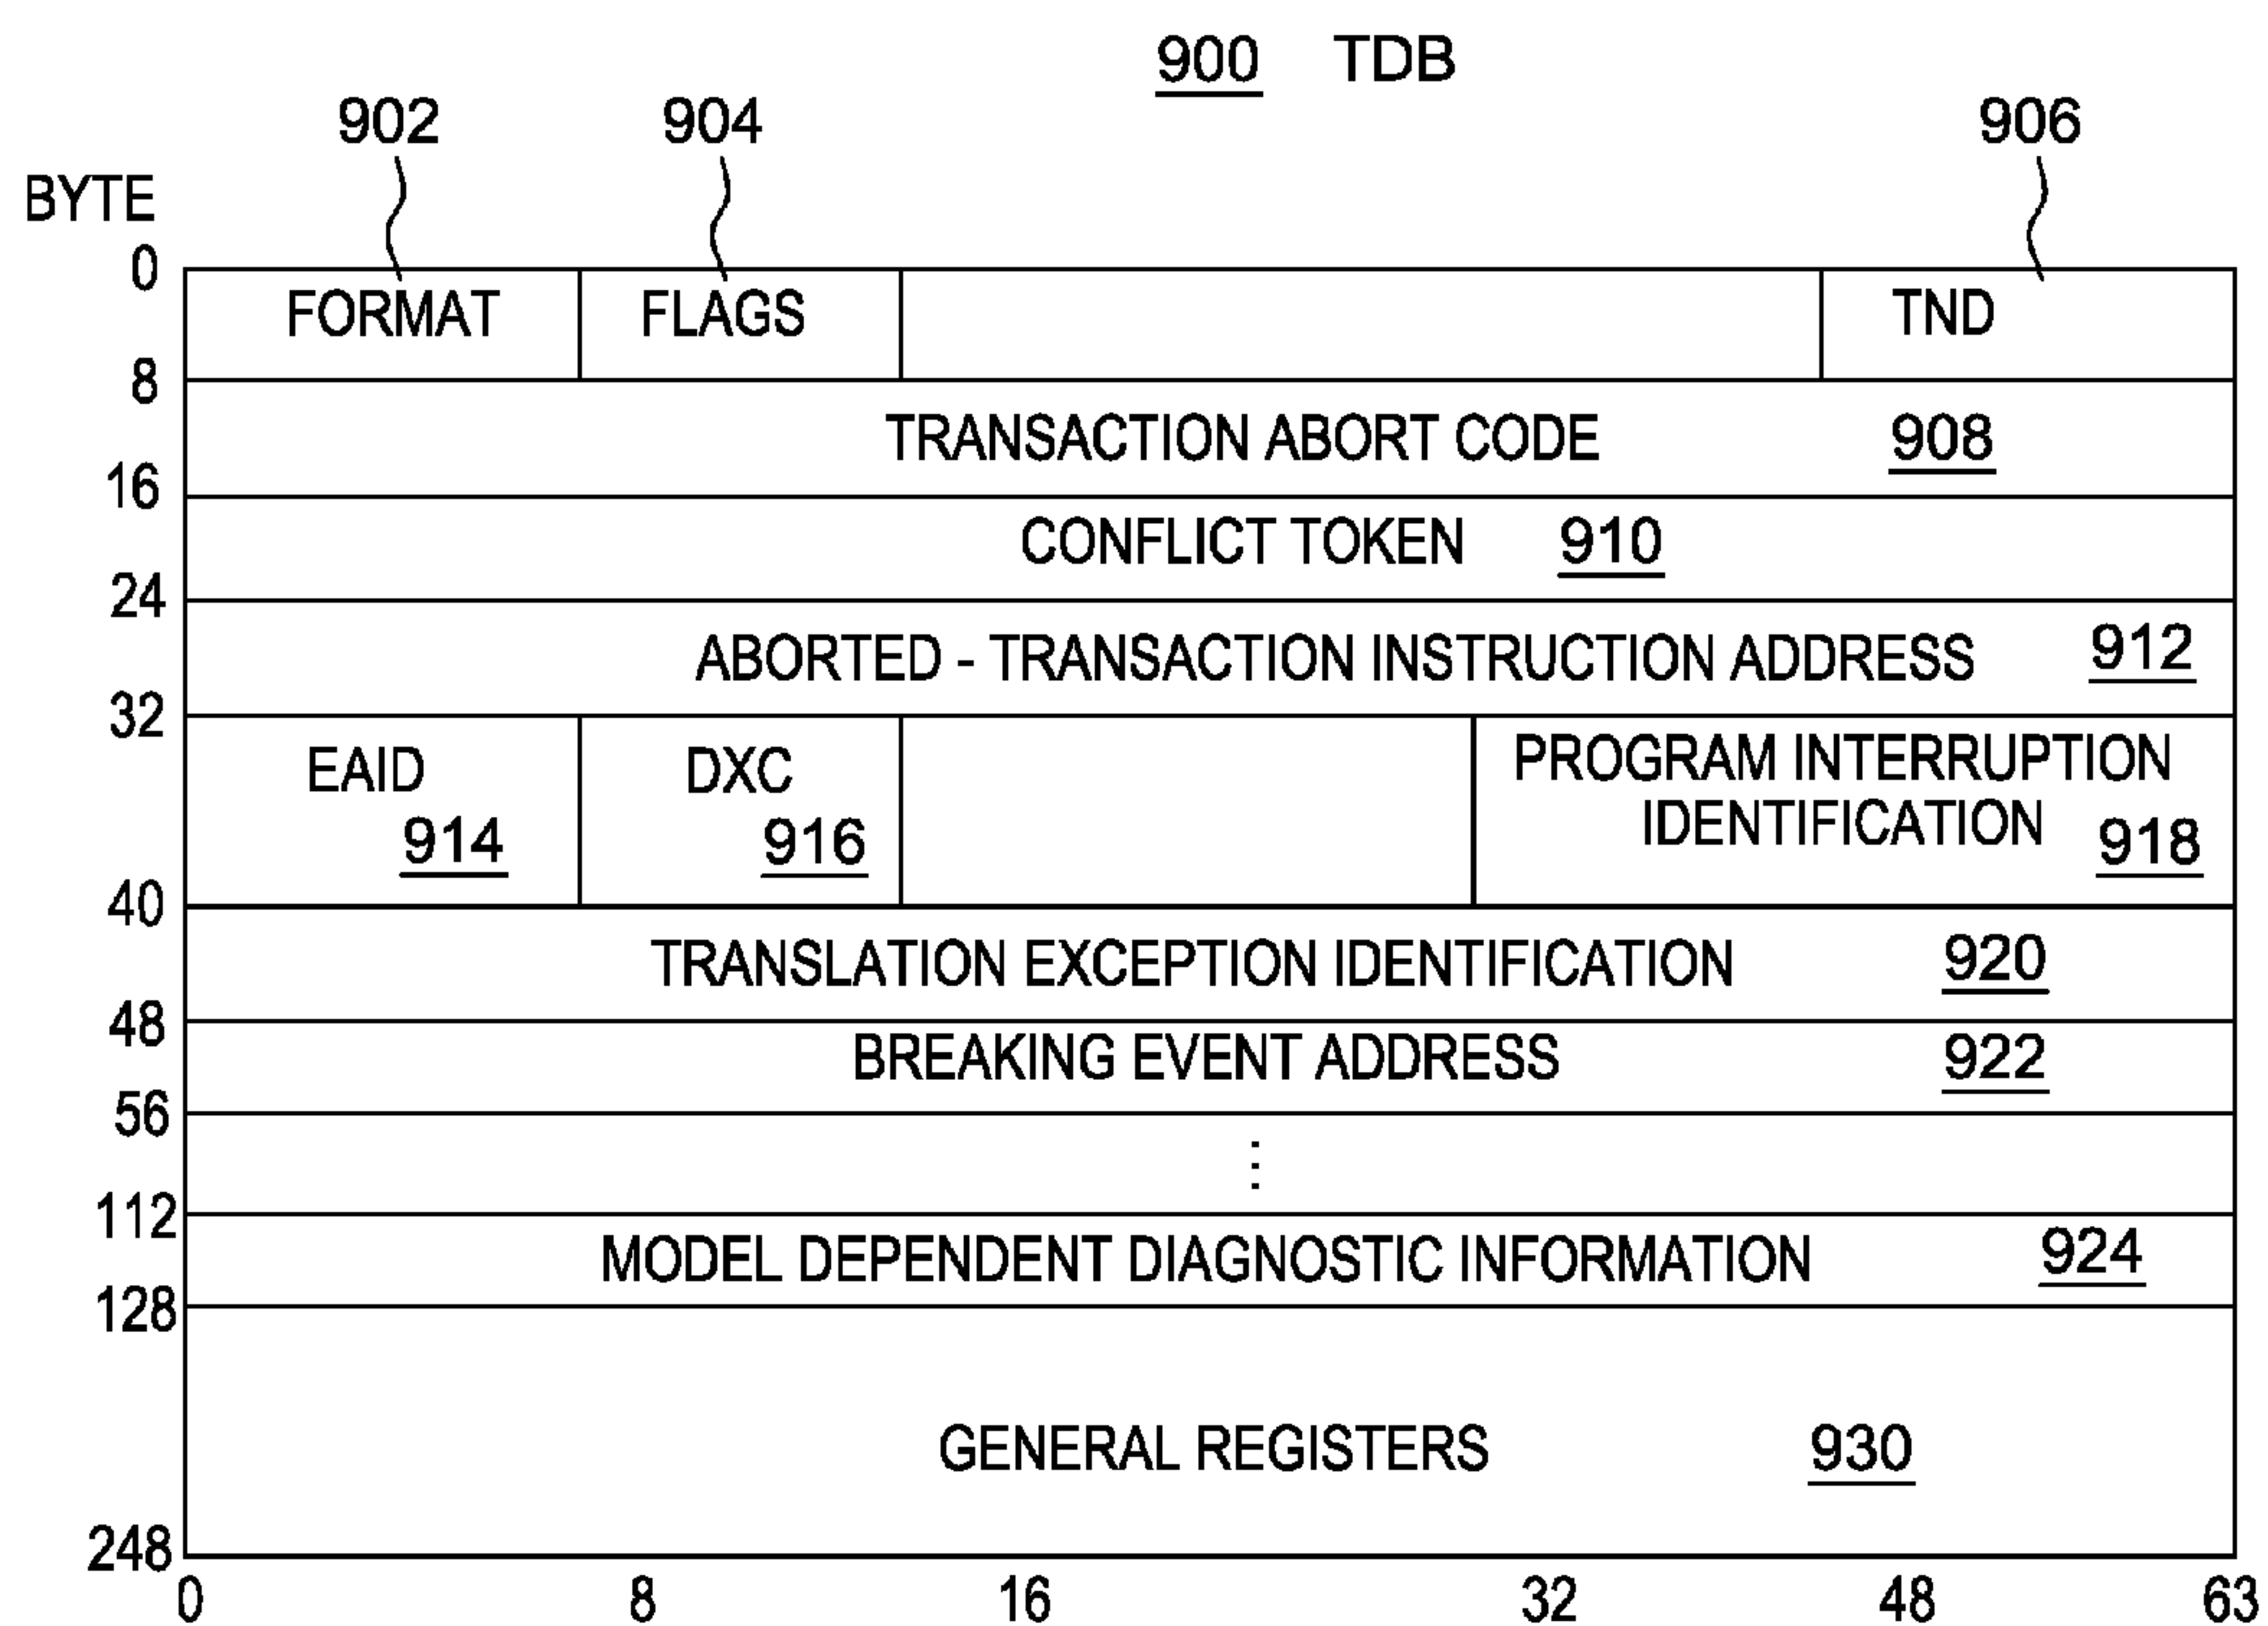 900 TDB
902 904 906
BYTE
0
FORMAT FLAGS TND
8
TRANSACTION ABORT CODE 908
16
CONFLICT TOKEN 910
24
ABORTED - TRANSACTION INSTRUCTION ADDRESS 912
32
EAID DXC PROGRAM INTERRUPTION
IDENTIFICATION
914 916 918
40
TRANSLATION EXCEPTION IDENTIFICATION 920
48
BREAKING EVENT ADDRESS 922
56
⋮
112
MODEL DEPENDENT DIAGNOSTIC INFORMATION 924
128
GENERAL REGISTERS 930
248
0 8 16 32 48 63